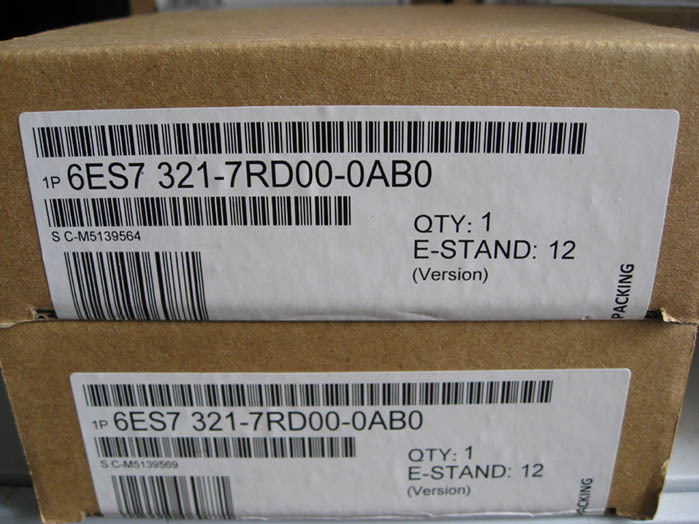 1P 6ES7 321-7RD00-0AB0
S C-M5139564
QTY: 1
E-STAND: 12
(Version)
PACKING
1P 6ES7 321-7RD00-0AB0
S C-M5139569
QTY: 1
E-STAND: 12
(Version)
PACKING